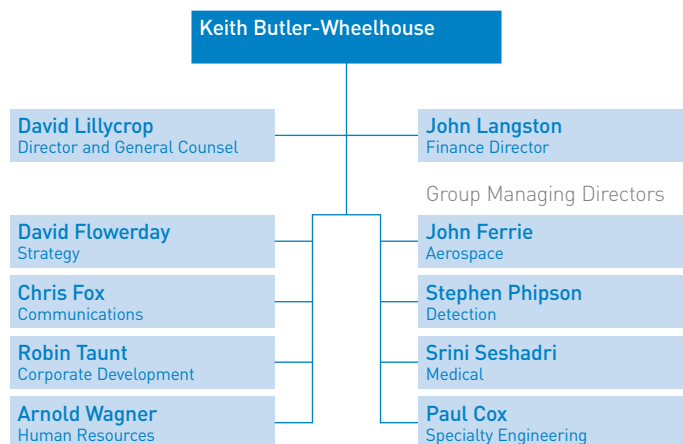 Keith Butler-Wheelhouse
David Lillycrop
Director and General Counsel
John Langston
Finance Director
Group Managing Directors
David Flowerday
Strategy
John Ferrie
Aerospace
Chris Fox
Communications
Stephen Phipson
Detection
Robin Taunt
Corporate Development
Srini Seshadri
Medical
Arnold Wagner
Human Resources
Paul Cox
Specialty Engineering